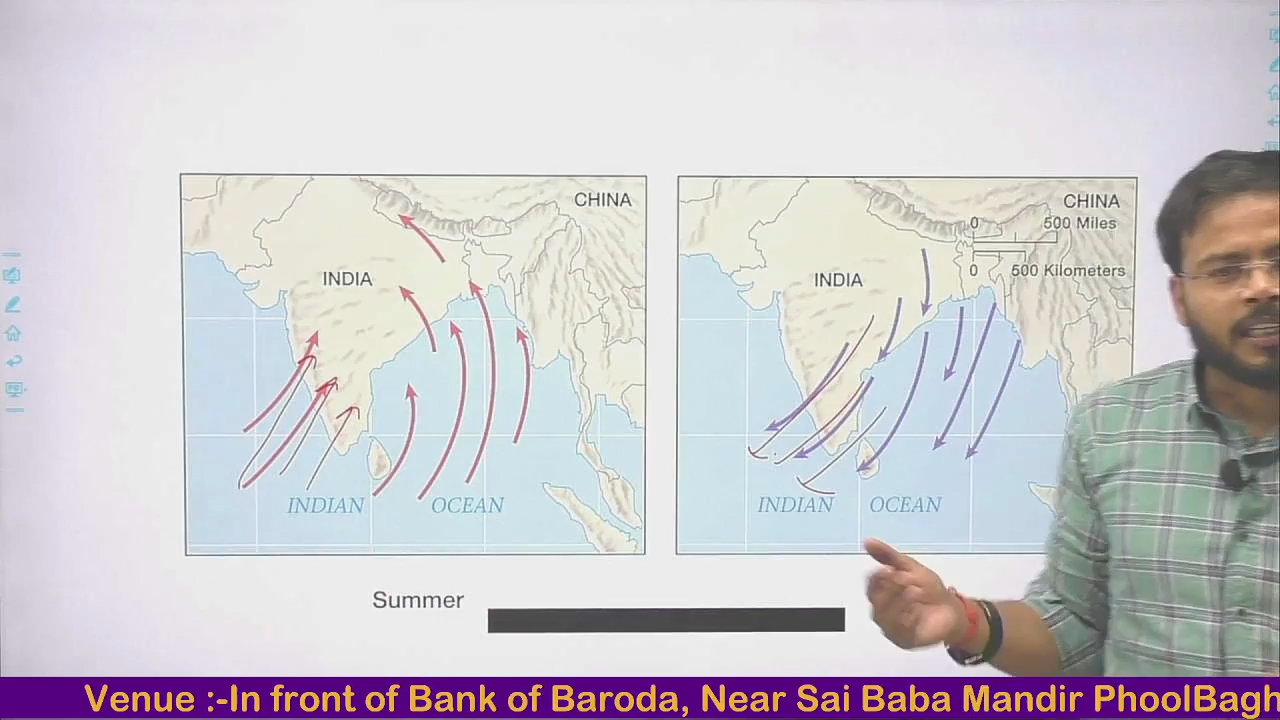 CHINA
INDIA
INDIAN OCEAN
CHINA
0 500 Miles
0 500 Kilometers
INDIA
INDIAN OCEAN
Summer
Venue :-In front of Bank of Baroda, Near Sai Baba Mandir PhoolBagh